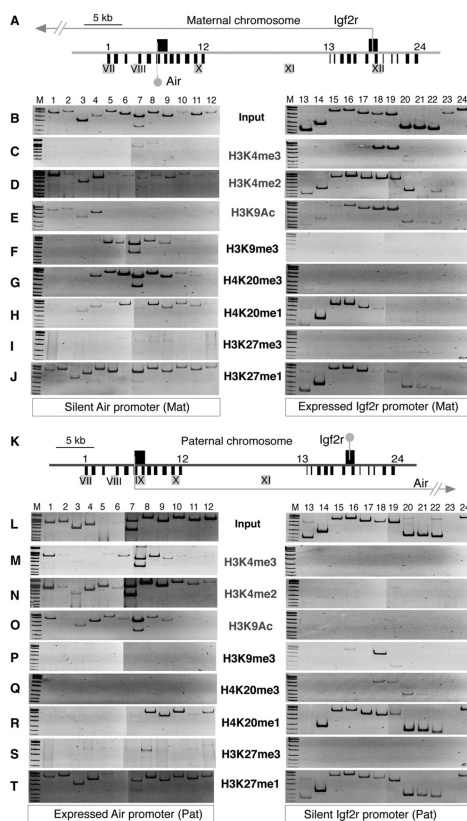 A
5 kb
Maternal chromosome
Igf2r
1
12
13
24
VII
VIII
X
XI
XII
Air
M 1 2 3 4 5 6 7 8 9 10 11 12
M 13 14 15 16 17 18 19 20 21 22 23 24
B
Input
C
H3K4me3
D
H3K4me2
E
H3K9Ac
F
H3K9me3
G
H4K20me3
H
H4K20me1
I
H3K27me3
J
H3K27me1
Silent Air promoter (Mat)
Expressed Igf2r promoter (Mat)
K
5 kb
Paternal chromosome
Igf2r
1
12
13
24
VII
VIII
IX
X
XI
Air
M 1 2 3 4 5 6 7 8 9 10 11 12
M 13 14 15 16 17 18 19 20 21 22 23 24
L
Input
M
H3K4me3
N
H3K4me2
O
H3K9Ac
P
H3K9me3
Q
H4K20me3
R
H4K20me1
S
H3K27me3
T
H3K27me1
Expressed Air promoter (Pat)
Silent Igf2r promoter (Pat)